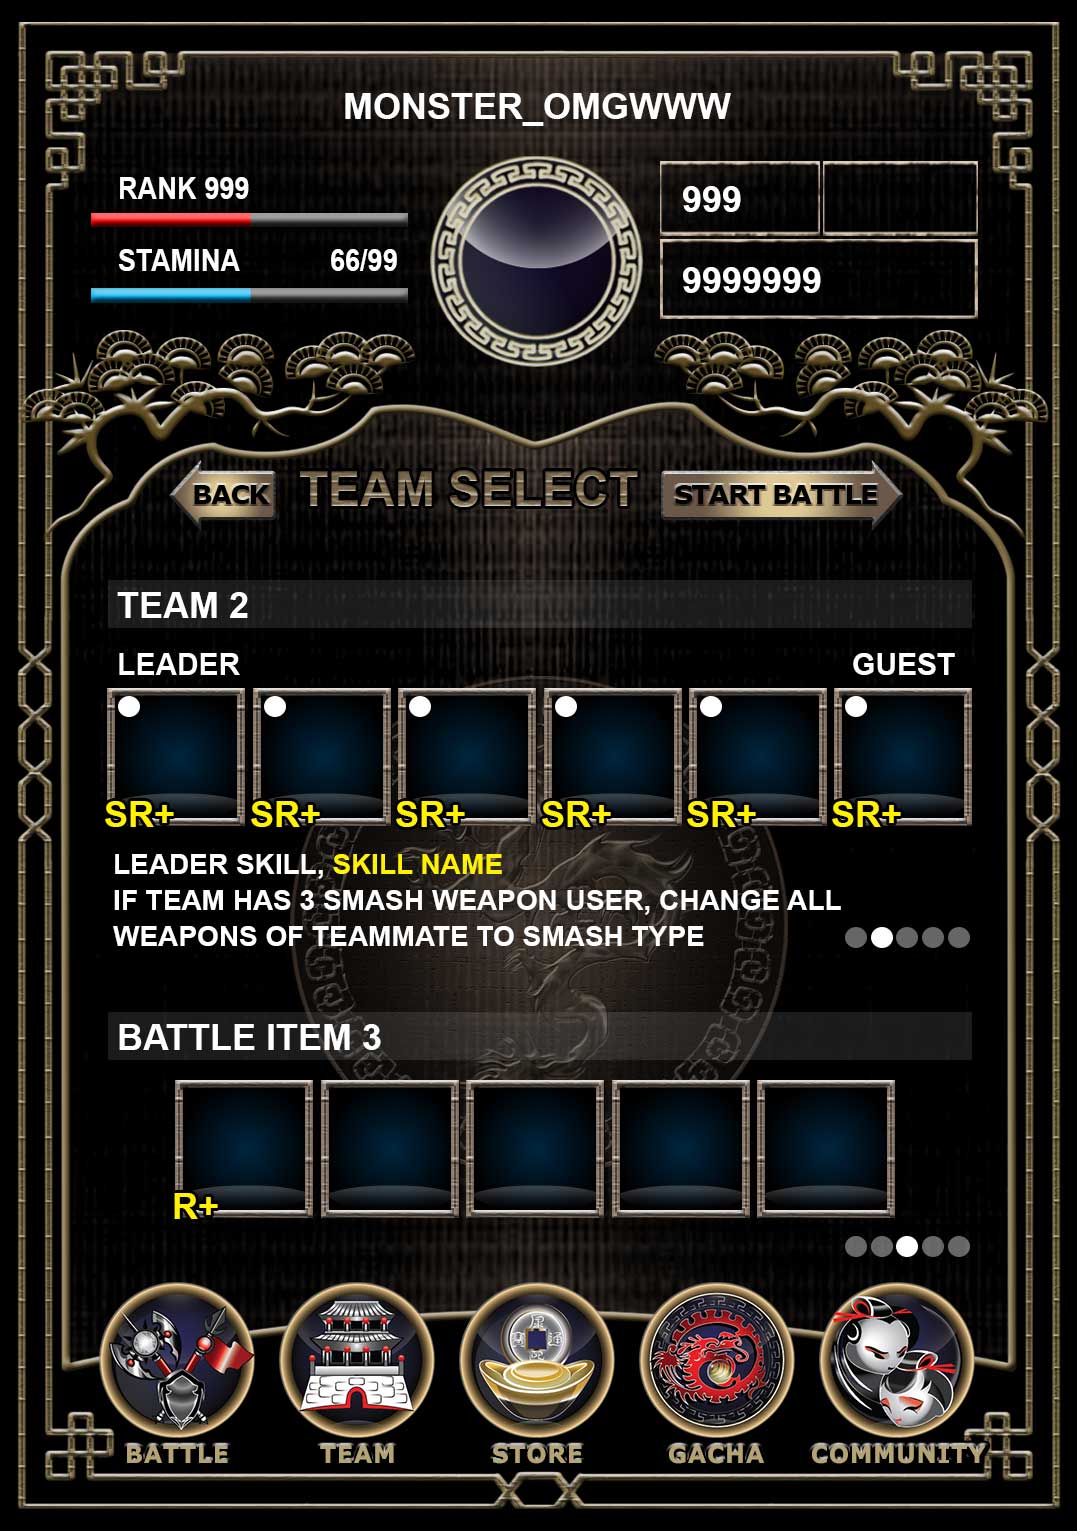 MONSTER_OMGWWW
RANK 999
STAMINA 66/99
999
9999999
BACK
TEAM SELECT
START BATTLE
TEAM 2
LEADER
GUEST
SR+ SR+ SR+ SR+ SR+ SR+
LEADER SKILL, SKILL NAME
IF TEAM HAS 3 SMASH WEAPON USER, CHANGE ALL
WEAPONS OF TEAMMATE TO SMASH TYPE
BATTLE ITEM 3
R+
BATTLE TEAM STORE GACHA COMMUNITY